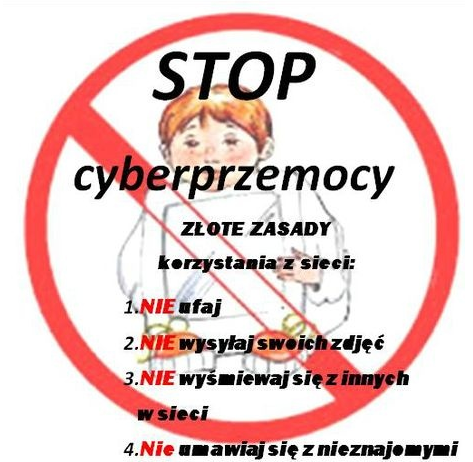 STOP
cyberprzemocy
ZŁOTE ZASADY
korzystania z sieci:
1.NIE ufaj
2.NIE wysyłaj swoich zdjęć
3.NIE wyśmiewaj się z innych
w sieci
4.Nie umawiaj się z nieznajomymi